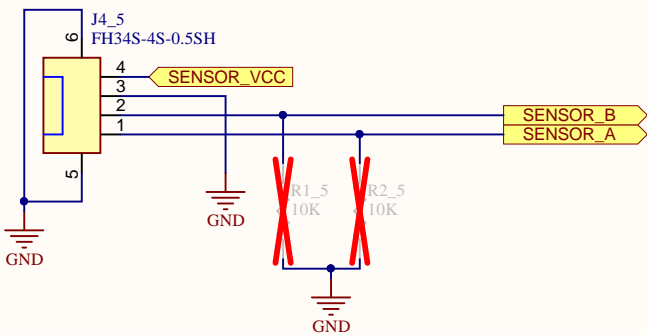 J4_5
FH34S-4S-0.5SH
6
4
SENSOR_VCC
3
2
SENSOR_B
1
SENSOR_A
5
R1_5
10K
R2_5
10K
GND
GND
GND